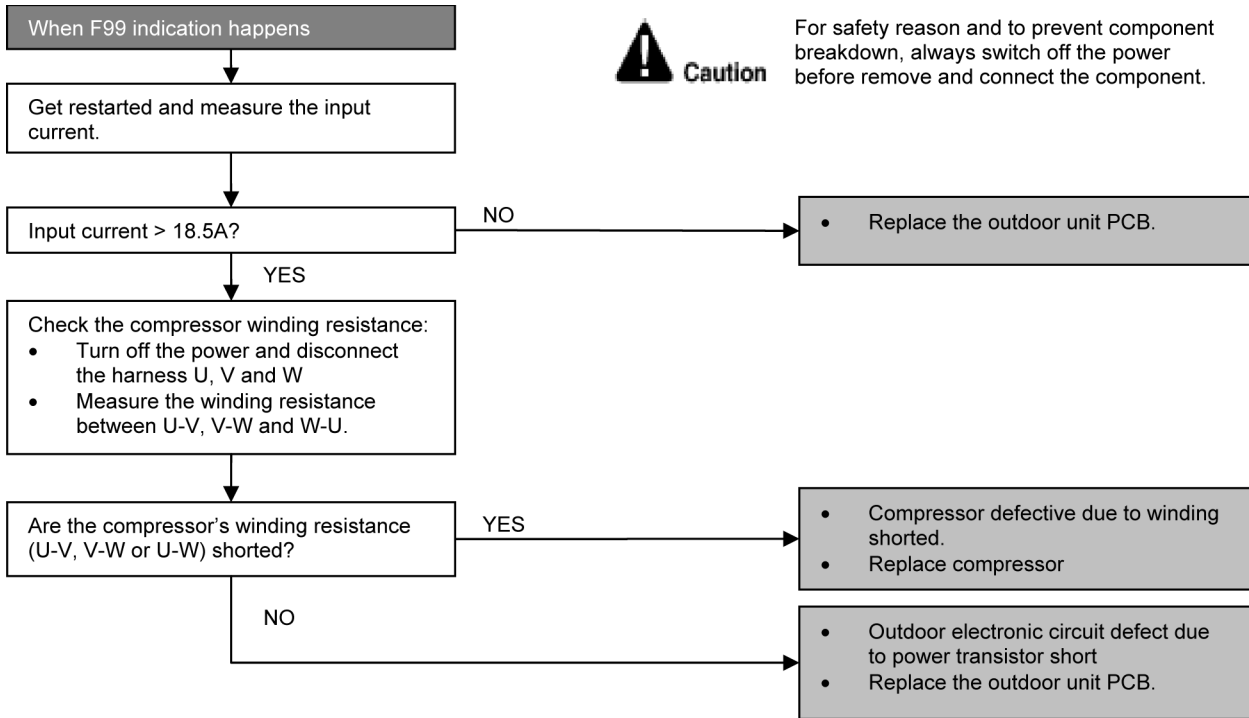 When F99 indication happens
For safety reason and to prevent component
breakdown, always switch off the power
before remove and connect the component.
Caution
Get restarted and measure the input
current.
Input current > 18.5A?
NO
• Replace the outdoor unit PCB.
YES
Check the compressor winding resistance:
• Turn off the power and disconnect
the harness U, V and W
• Measure the winding resistance
between U-V, V-W and W-U.
Are the compressor’s winding resistance
(U-V, V-W or U-W) shorted?
YES
• Compressor defective due to winding
shorted.
• Replace compressor
NO
• Outdoor electronic circuit defect due
to power transistor short
• Replace the outdoor unit PCB.